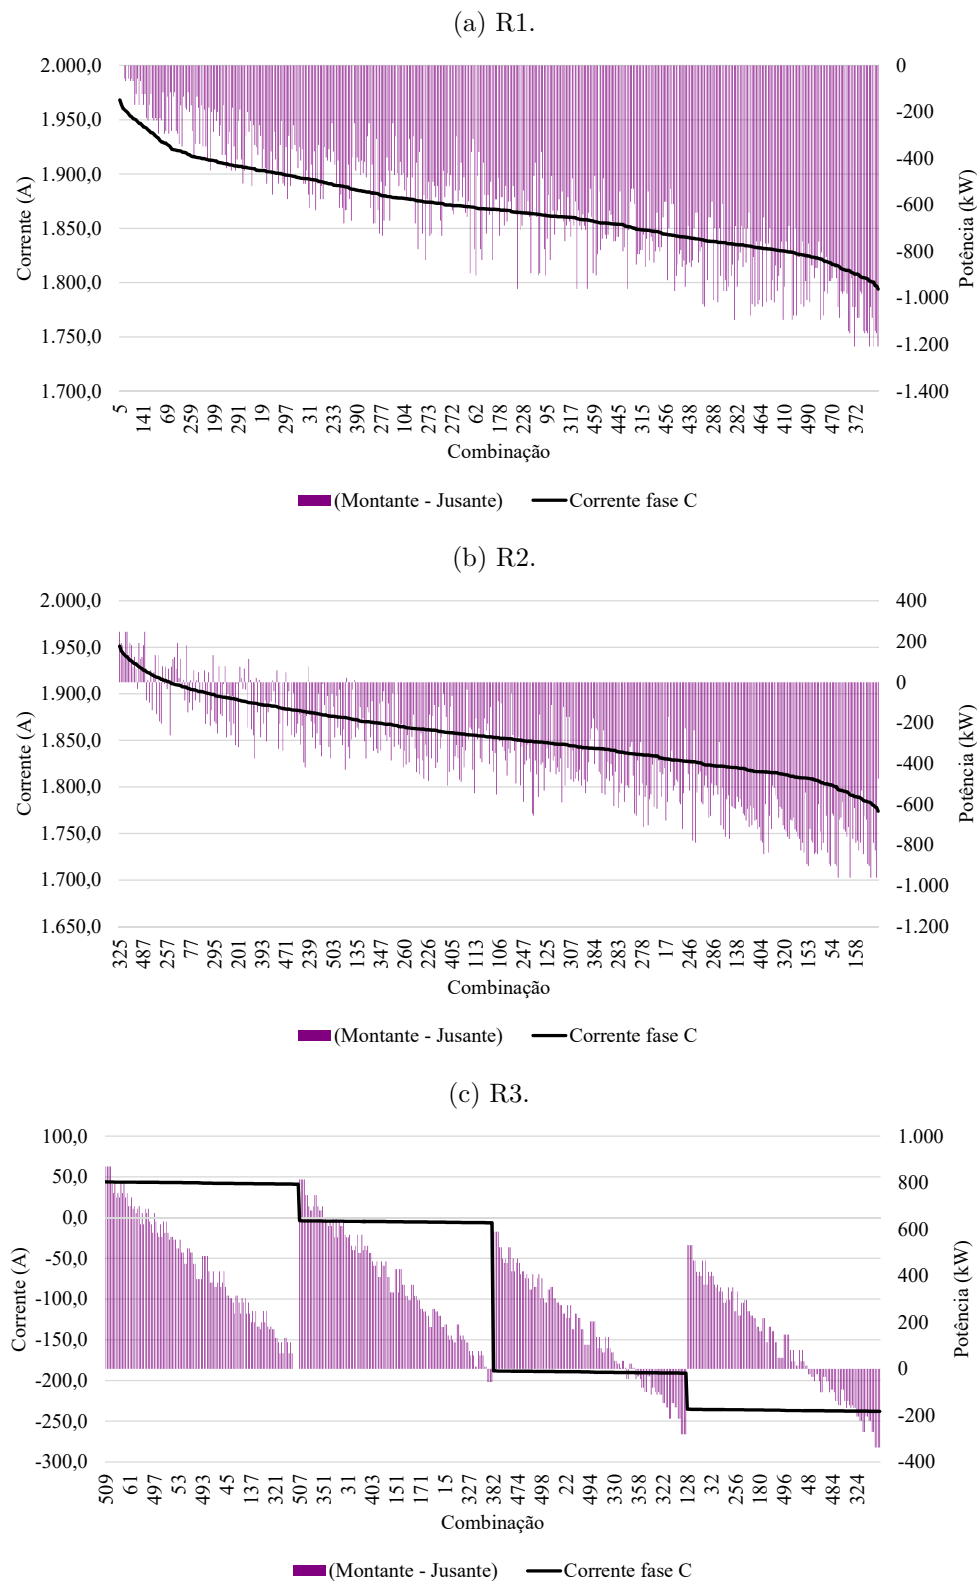 (a) R1.
2.000,0
1.950,0
1.900,0
1.850,0
1.800,0
1.750,0
1.700,0
Corrente (A)
0
-200
-400
-600
-800
-1.000
-1.200
-1.400
Potência (kW)
5 141 69 259 199 291 19 297 31 233 390 277 104 273 272 62 178 228 95 317 459 445 315 456 438 288 282 464 410 490 470 372
Combinação
(Montante - Jusante) Corrente fase C
(b) R2.
2.000,0
1.950,0
1.900,0
1.850,0
1.800,0
1.750,0
1.700,0
1.650,0
Corrente (A)
400
200
0
-200
-400
-600
-800
-1.000
-1.200
Potência (kW)
325 487 257 77 295 201 393 471 239 503 135 347 260 226 405 113 106 247 125 307 384 283 278 17 246 286 138 404 320 153 54 158
Combinação
(Montante - Jusante) Corrente fase C
(c) R3.
100,0
50,0
0,0
-50,0
-100,0
-150,0
-200,0
-250,0
-300,0
Corrente (A)
1.000
800
600
400
200
0
-200
-400
Potência (kW)
509 61 497 53 493 45 137 321 507 351 31 403 151 171 15 327 382 474 498 22 494 330 358 322 126 32 256 180 496 48 484 324
Combinação
(Montante - Jusante) Corrente fase C